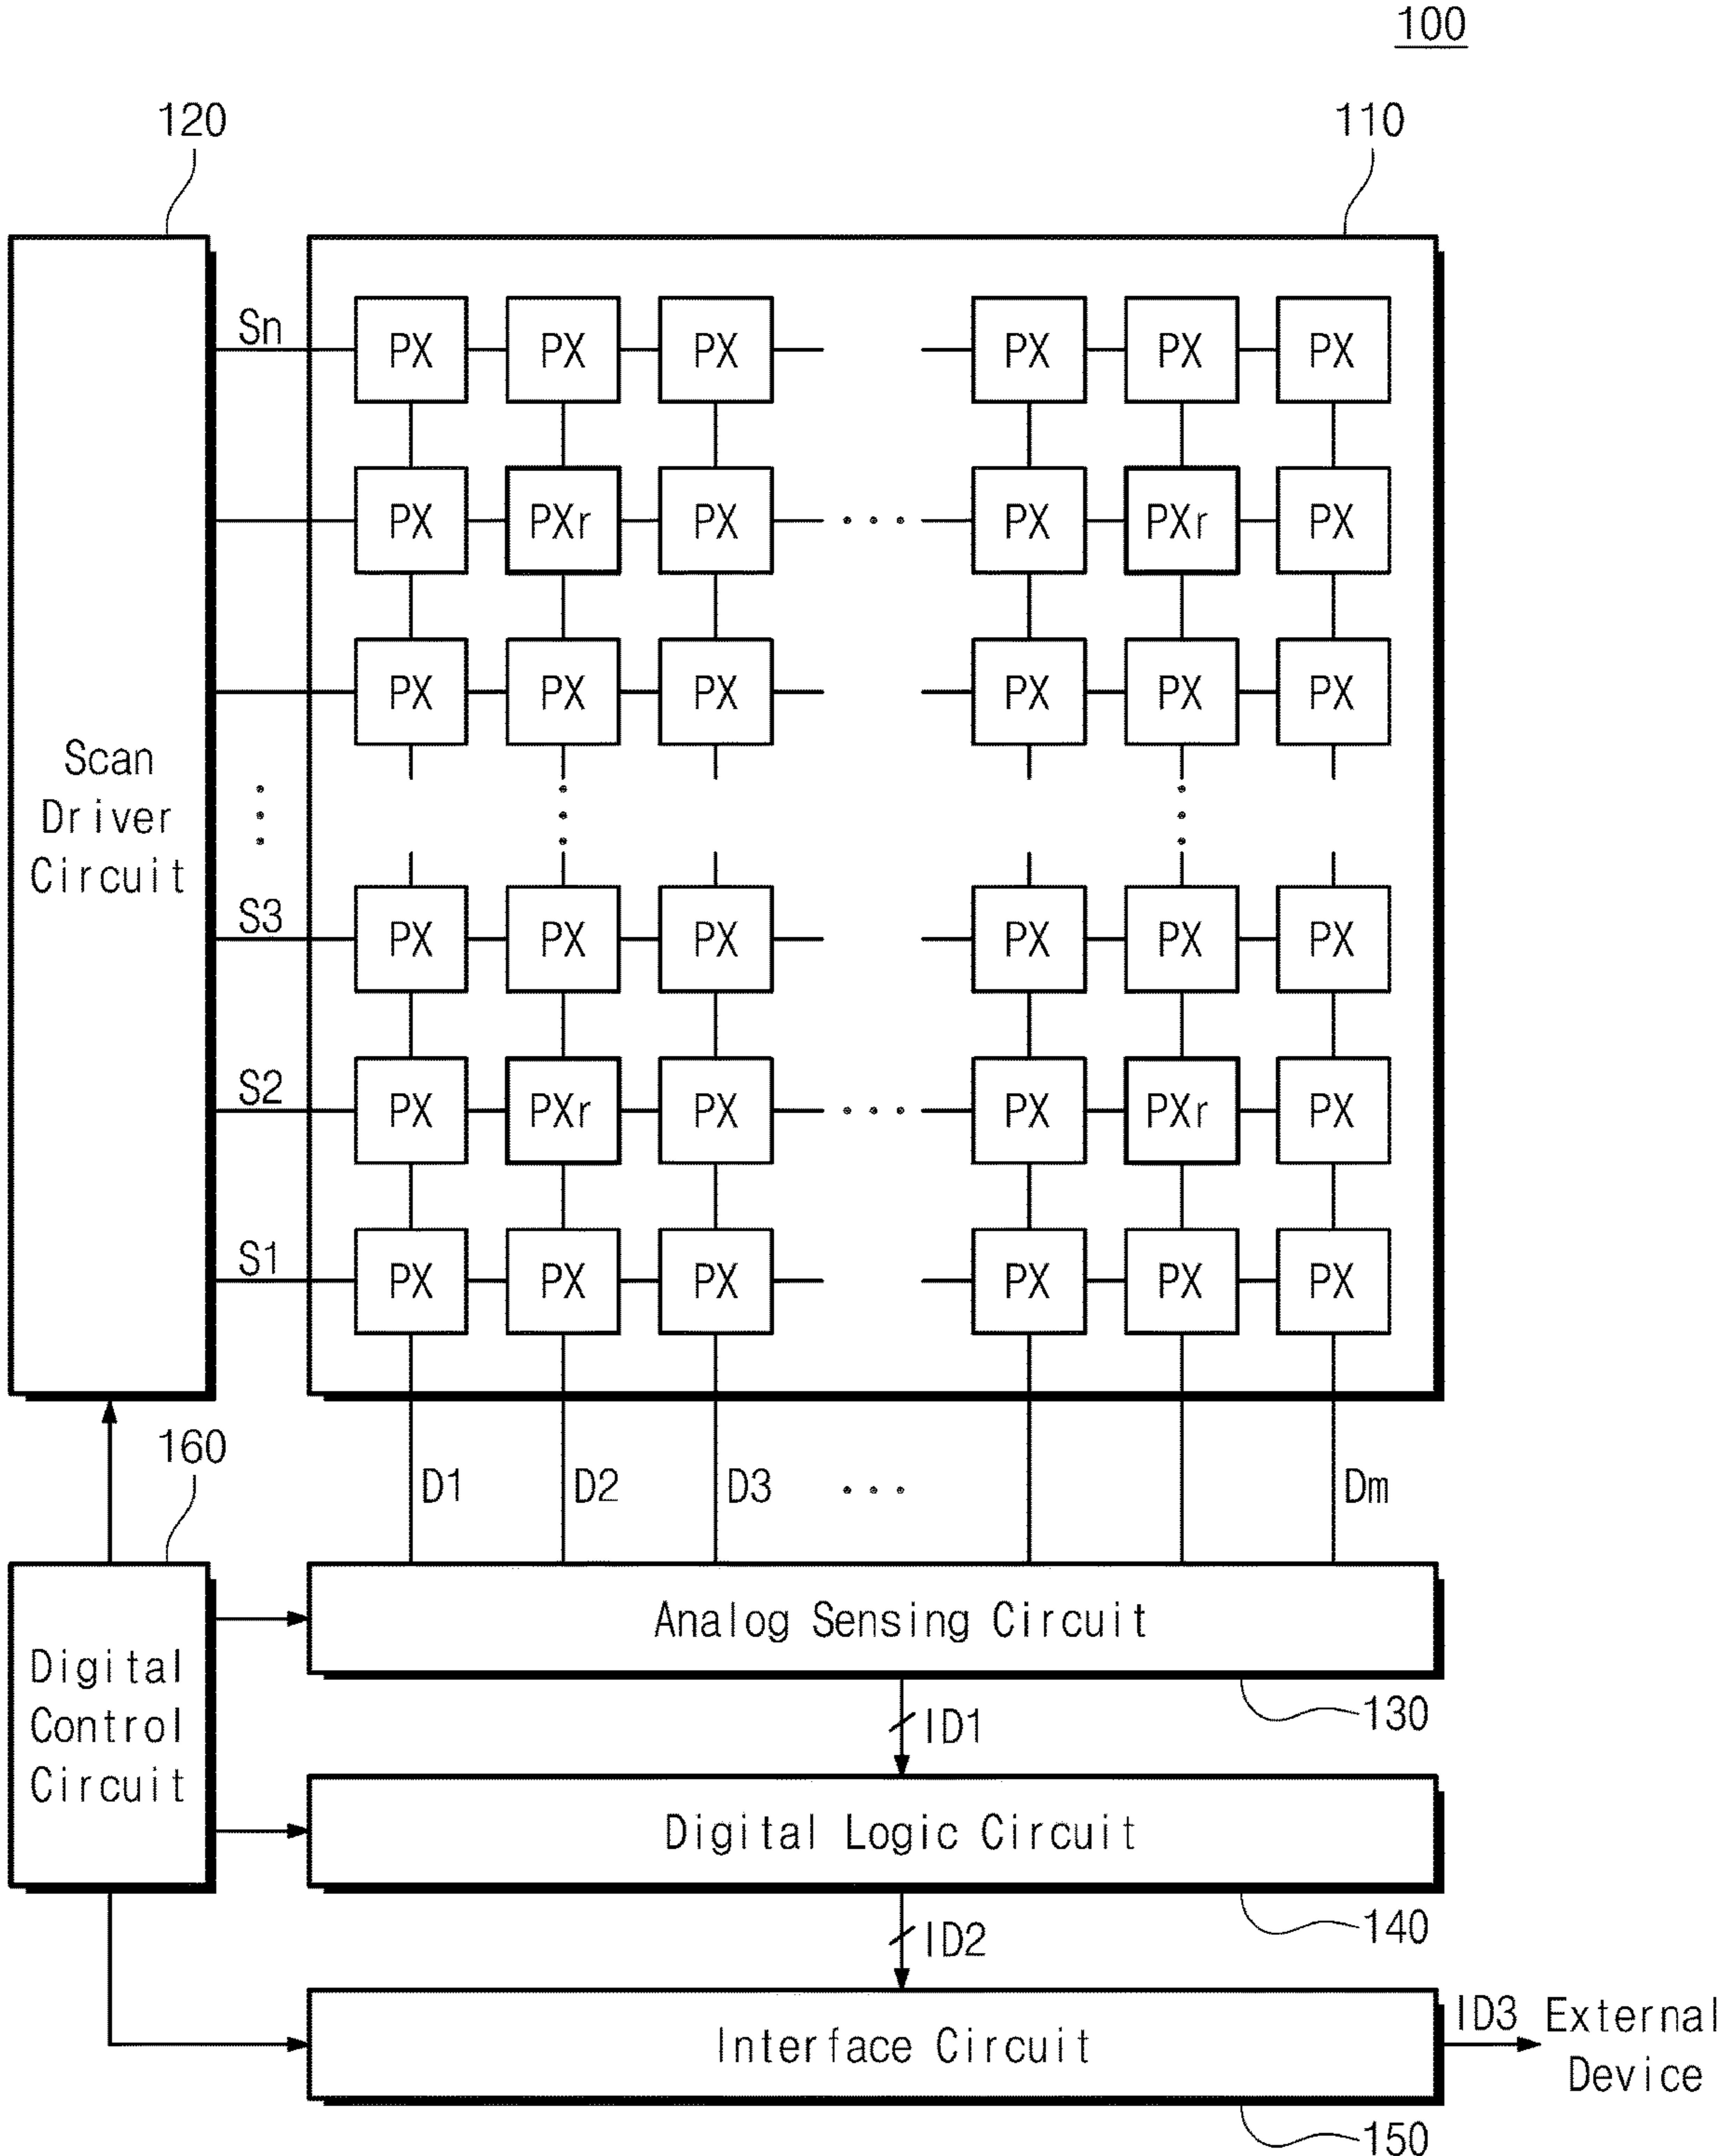 100
120
110
Sn
PX PX PX PX PX PX
PX PXr PX ... PX PXr PX
PX PX PX PX PX PX
Scan
Driver
Circuit
S3
PX PX PX PX PX PX
S2
PX PXr PX ... PX PXr PX
S1
PX PX PX PX PX PX
160
D1 D2 D3 ... Dm
Analog Sensing Circuit
130
Digital
Control
Circuit
ID1
Digital Logic Circuit
140
ID2
Interface Circuit
150
ID3
External
Device